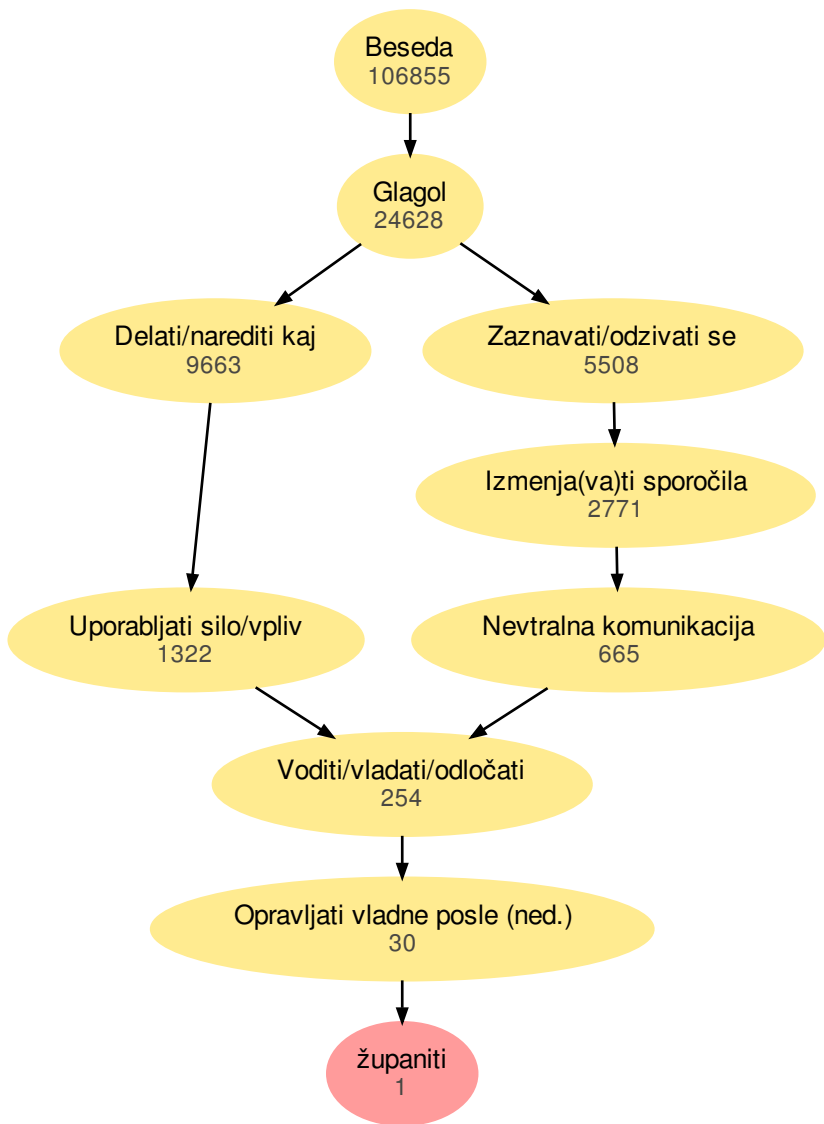 Beseda
106855
Glagol
24628
Delati/narediti kaj
9663
Zaznavati/odzivati se
5508
Izmenja(va)ti sporočila
2771
Uporabljati silo/vpliv
1322
Nevtralna komunikacija
665
Voditi/vladati/odločati
254
Opravljati vladne posle (ned.)
30
županiti
1